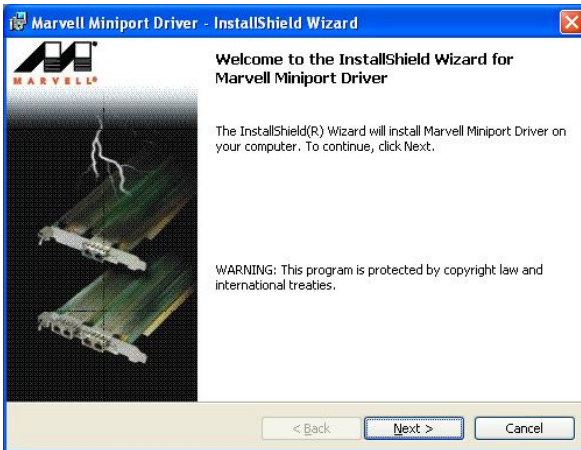 Marvell Miniport Driver - InstallShield Wizard
MARVELL®
Welcome to the InstallShield Wizard for
Marvell Miniport Driver
The InstallShield(R) Wizard will install Marvell Miniport Driver on
your computer. To continue, click Next.
WARNING: This program is protected by copyright law and
international treaties.
< Back
Next >
Cancel